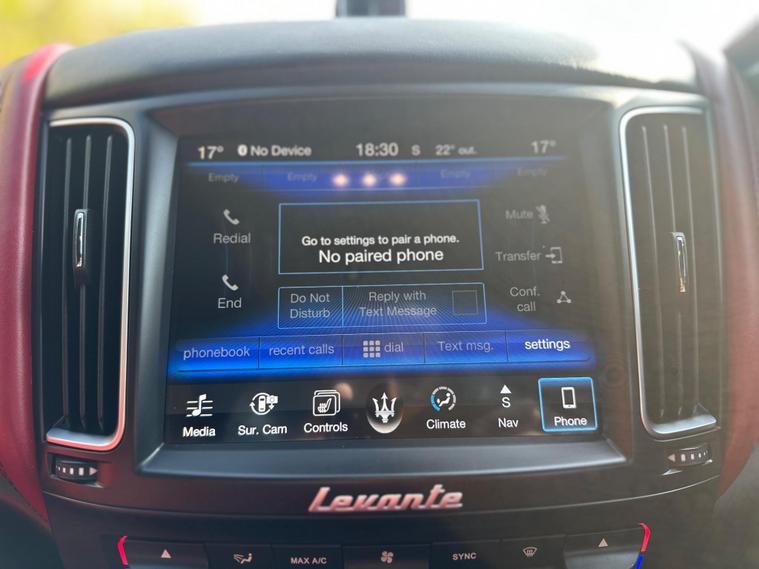 17° No Device 18:30 S 22° out. 17°
Empty Empty Empty Empty
Redial
Mute
Go to settings to pair a phone.
No paired phone
Transfer
End
Do Not
Disturb
Reply with
Text Message
Conf.
call
phonebook recent calls dial Text msg. settings
Media Sur. Cam Controls Climate S Nav Phone
Levante
MAX A/C SYNC